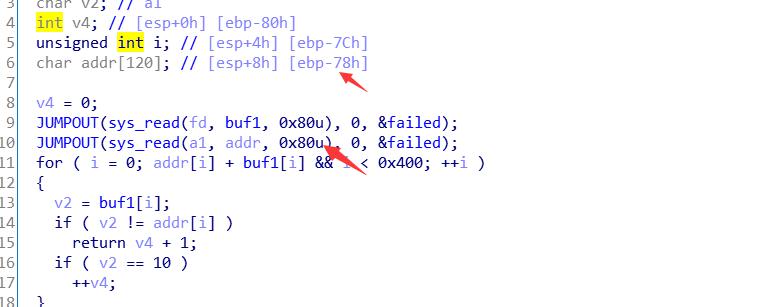 3 char v2; // al
4 int v4; // [esp+0h] [ebp-80h]
5 unsigned int i; // [esp+4h] [ebp-7Ch]
6 char addr[120]; // [esp+8h] [ebp-78h]
7
8 v4 = 0;
9 JUMPOUT(sys_read(fd, buf1, 0x80u), 0, &failed);
10 JUMPOUT(sys_read(a1, addr, 0x80u), 0, &failed);
11 for ( i = 0; addr[i] + buf1[i] && i < 0x400; ++i )
12 {
13 v2 = buf1[i];
14 if ( v2 != addr[i] )
15 return v4 + 1;
16 if ( v2 == 10 )
17 ++v4;
18 }